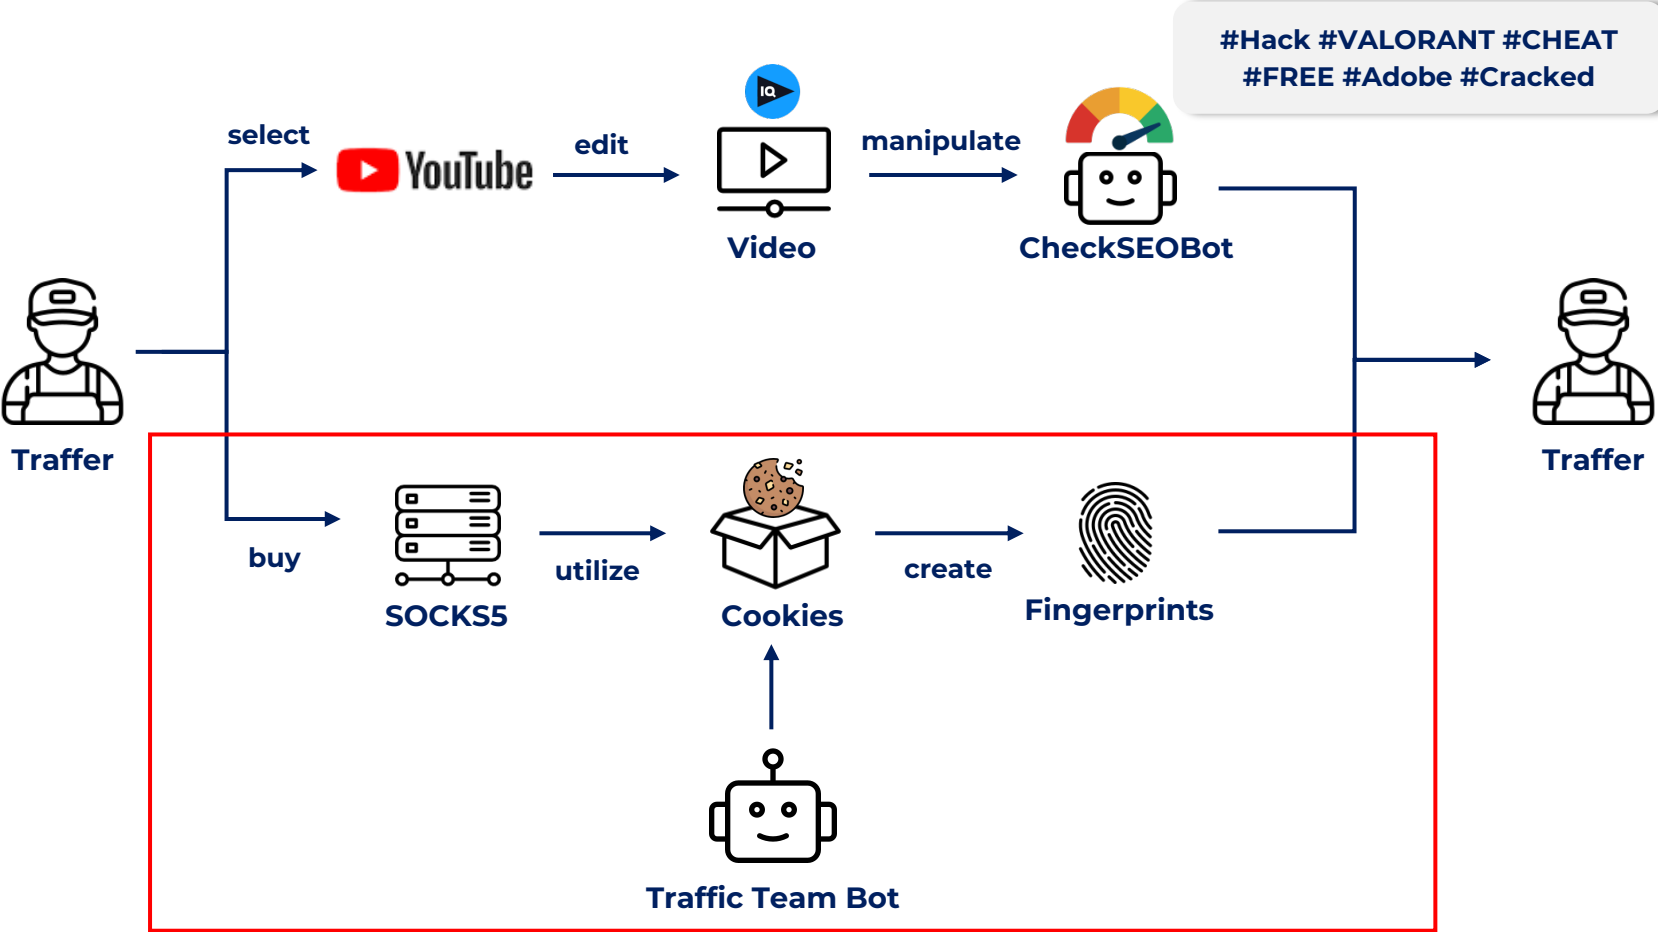 #Hack #VALORANT #CHEAT
#FREE #Adobe #Cracked
select
YouTube
edit
IQ
manipulate
Video
CheckSEOBot
Traffer
Traffer
buy
SOCKS5
utilize
Cookies
create
Fingerprints
Traffic Team Bot